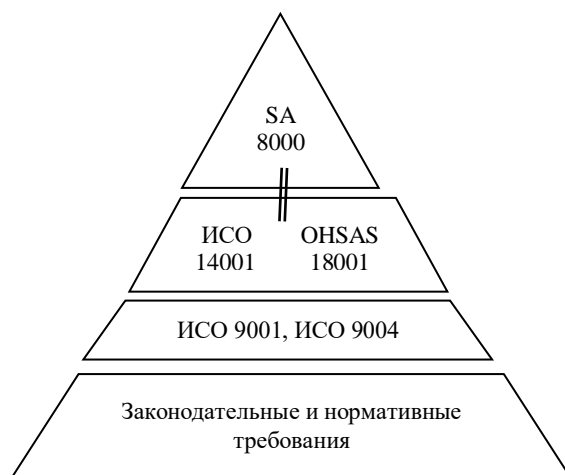 SA
8000
ИСО OHSAS
14001 18001
ИСО 9001, ИСО 9004
Законодательные и нормативные
требования